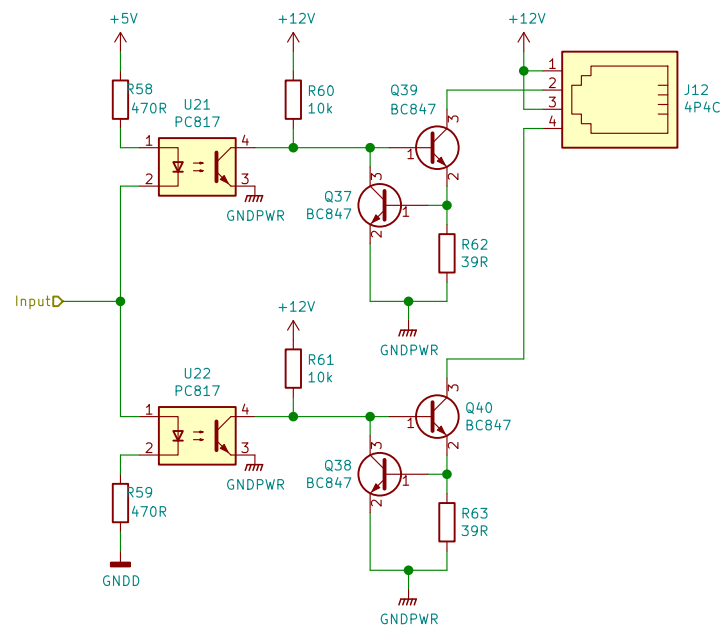 +5V
+12V
+12V
R58
470R
U21
PC817
R60
10k
Q39
BC847
J12
4P4C
1
2
3
4
1
2
4
3
GNDPWR
1
3
2
Q37
BC847
3
1
2
R62
39R
Input
GNDPWR
+12V
R61
10k
U22
PC817
1
2
4
3
GNDPWR
Q40
BC847
3
1
2
Q38
BC847
3
1
2
R59
470R
R63
39R
GNDD
GNDPWR